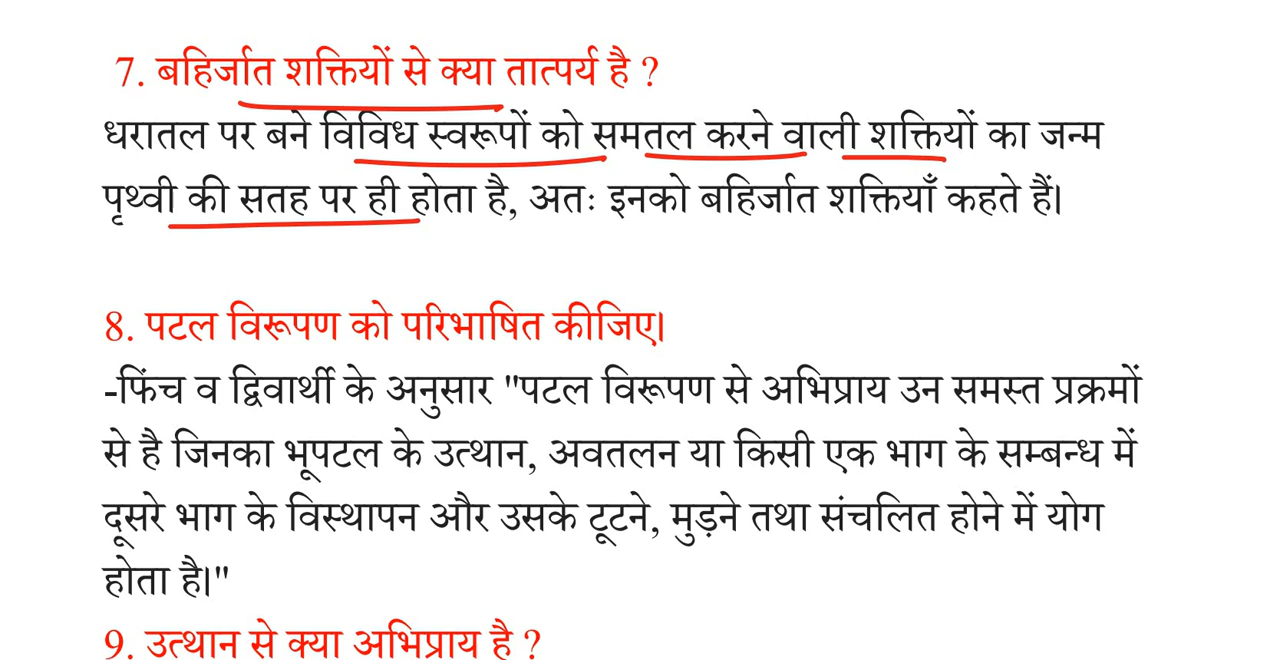 7. बहिर्जात शक्तियों से क्या तात्पर्य है ?
धरातल पर बने विविध स्वरूपों को समतल करने वाली शक्तियों का जन्म
पृथ्वी की सतह पर ही होता है, अतः इनको बहिर्जात शक्तियाँ कहते हैं।
8. पटल विरूपण को परिभाषित कीजिए।
-फिंच व द्विवार्थी के अनुसार "पटल विरूपण से अभिप्राय उन समस्त प्रक्रमों
से है जिनका भूपटल के उत्थान, अवतलन या किसी एक भाग के सम्बन्ध में
दूसरे भाग के विस्थापन और उसके टूटने, मुड़ने तथा संचलित होने में योग
होता है।"
9. उत्थान से क्या अभिप्राय है ?